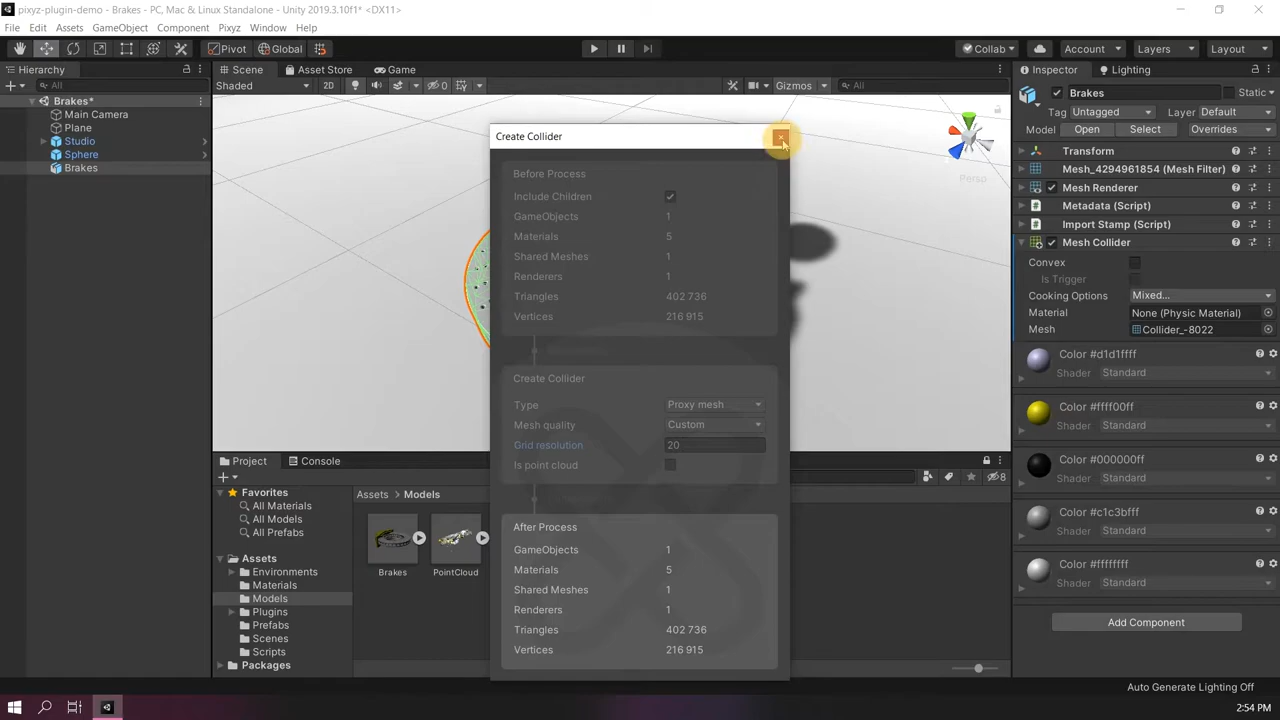 pixyz-plugin-demo - Brakes - PC, Mac & Linux Standalone - Unity 2019.3.10f1* <DX11>
File Edit Assets GameObject Component Pixyz Window Help
Pivot Global Collab Account Layers Layout
Hierarchy
All
Brakes*
Main Camera
Plane
Studio
Sphere
Brakes
Scene Asset Store Game
Shaded 2D 0 Gizmos All
Persp
Create Collider
Before Process
Include Children
GameObjects 1
Materials 5
Shared Meshes 1
Renderers 1
Triangles 402 736
Vertices 216 915
Create Collider
Type Proxy mesh
Mesh quality Custom
Grid resolution 20
Is point cloud
After Process
GameObjects 1
Materials 5
Shared Meshes 1
Renderers 1
Triangles 402 736
Vertices 216 915
Project Console
8
Favorites
All Materials
All Models
All Prefabs
Assets
Environments
Materials
Models
Plugins
Prefabs
Scenes
Scripts
Packages
Assets Models
Brakes PointCloud
Inspector Lighting
Brakes Static
Tag Untagged Layer Default
Model Open Select Overrides
Transform
Mesh_4294961854 (Mesh Filter)
Mesh Renderer
Metadata (Script)
Import Stamp (Script)
Mesh Collider
Convex
Is Trigger
Cooking Options Mixed...
Material None (Physic Material)
Mesh Collider_-8022
Color #d1d1ffff
Shader Standard
Color #ffff00ff
Shader Standard
Color #000000ff
Shader Standard
Color #c1c3bfff
Shader Standard
Color #ffffffff
Shader Standard
Add Component
Auto Generate Lighting Off
2:54 PM